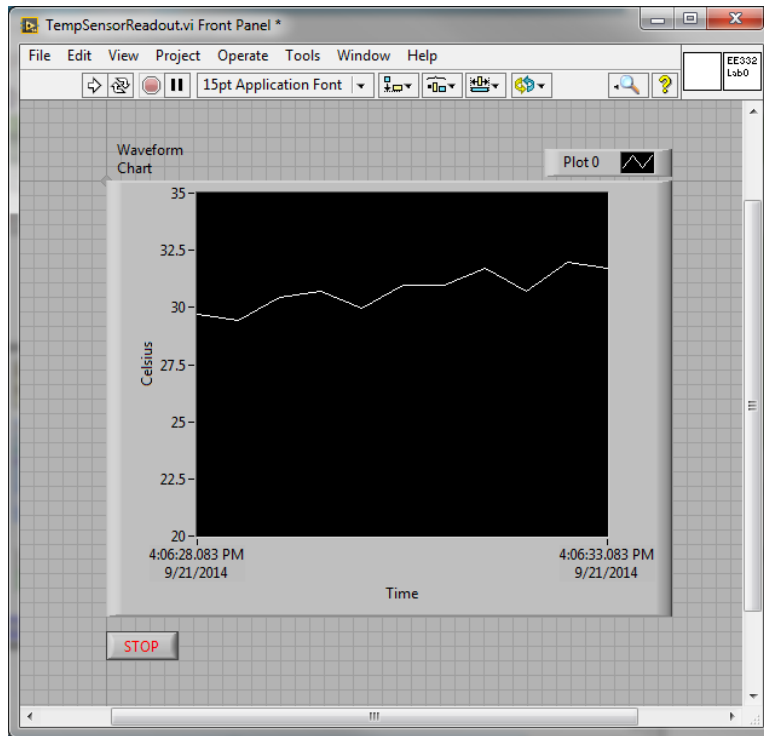 TempSensorReadout.vi Front Panel *
File Edit View Project Operate Tools Window Help
15pt Application Font
EE332
Lab0
Waveform
Chart
Plot 0
35
32.5
30
27.5
25
22.5
20
Celsius
4:06:28.083 PM 4:06:33.083 PM
9/21/2014 9/21/2014
Time
STOP